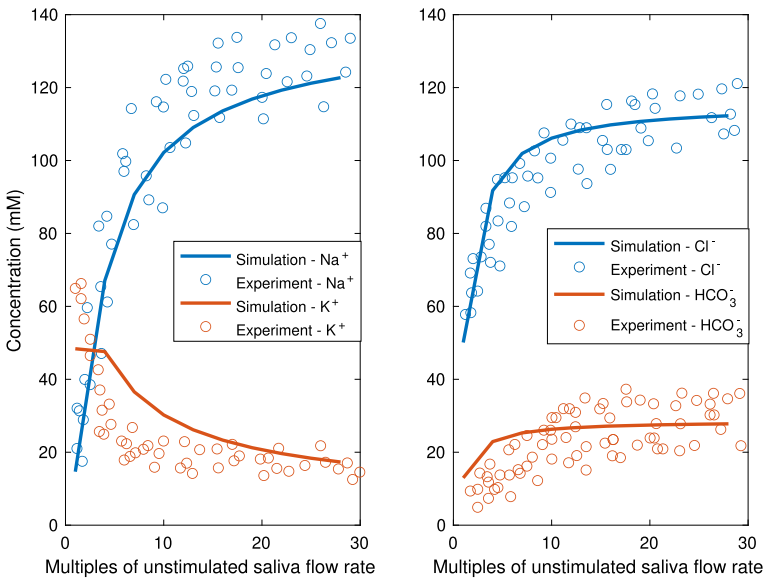 Concentration (mM)
140
120
100
80
60
40
20
0
0 10 20 30
Multiples of unstimulated saliva flow rate
Simulation - Na⁺
Experiment - Na⁺
Simulation - K⁺
Experiment - K⁺
140
120
100
80
60
40
20
0
0 10 20 30
Multiples of unstimulated saliva flow rate
Simulation - Cl⁻
Experiment - Cl⁻
Simulation - HCO₃⁻
Experiment - HCO₃⁻